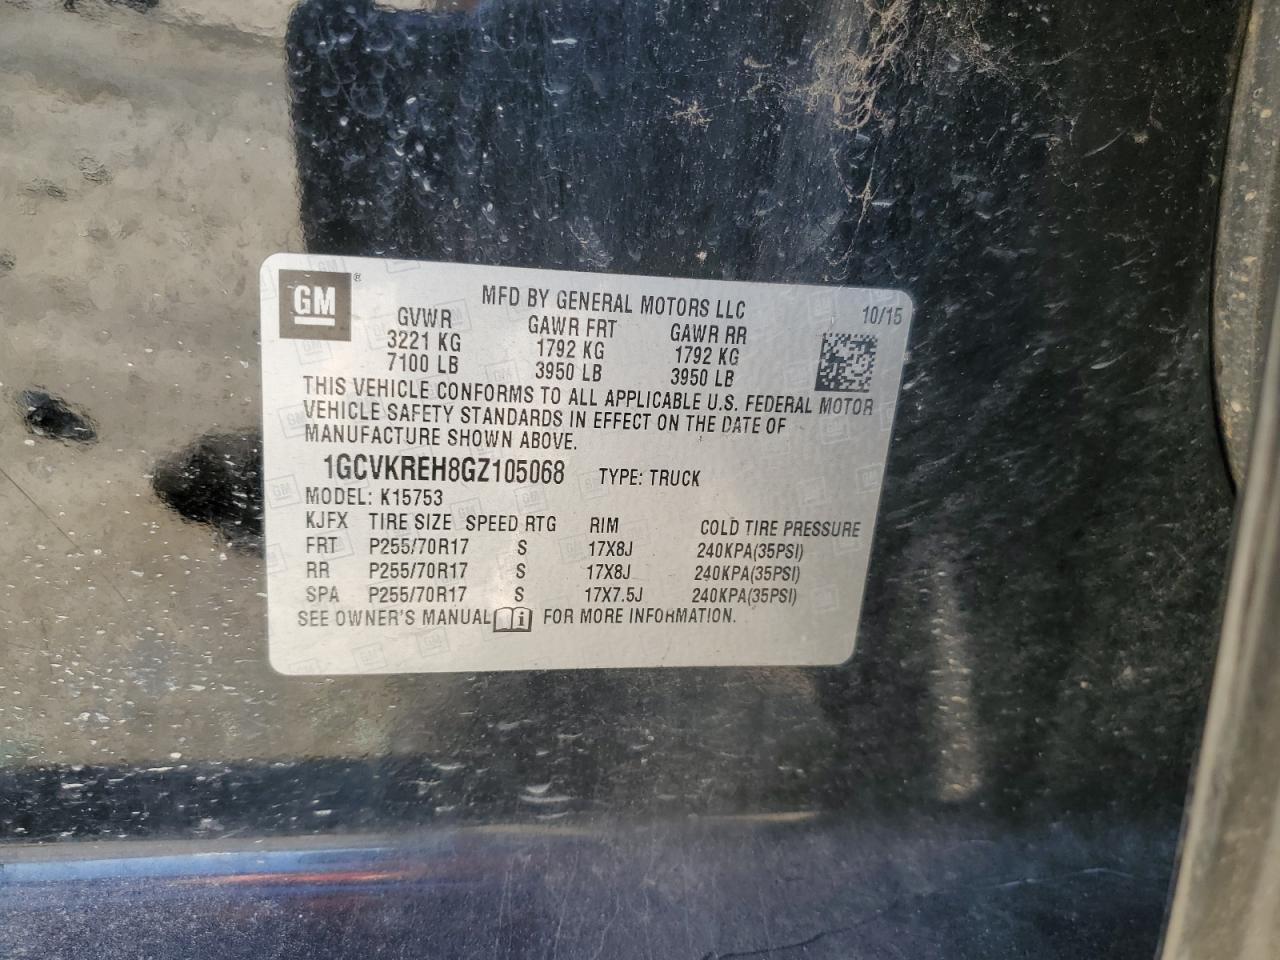 GM ®
MFD BY GENERAL MOTORS LLC
10/15
GVWR GAWR FRT GAWR RR
3221 KG 1792 KG 1792 KG
7100 LB 3950 LB 3950 LB
THIS VEHICLE CONFORMS TO ALL APPLICABLE U.S. FEDERAL MOTOR
VEHICLE SAFETY STANDARDS IN EFFECT ON THE DATE OF
MANUFACTURE SHOWN ABOVE.
1GCVKREH8GZ105068 TYPE: TRUCK
MODEL: K15753
KJFX TIRE SIZE SPEED RTG RIM COLD TIRE PRESSURE
FRT P255/70R17 S 17X8J 240KPA(35PSI)
RR P255/70R17 S 17X8J 240KPA(35PSI)
SPA P255/70R17 S 17X7.5J 240KPA(35PSI)
SEE OWNER'S MANUAL i FOR MORE INFORMATION.